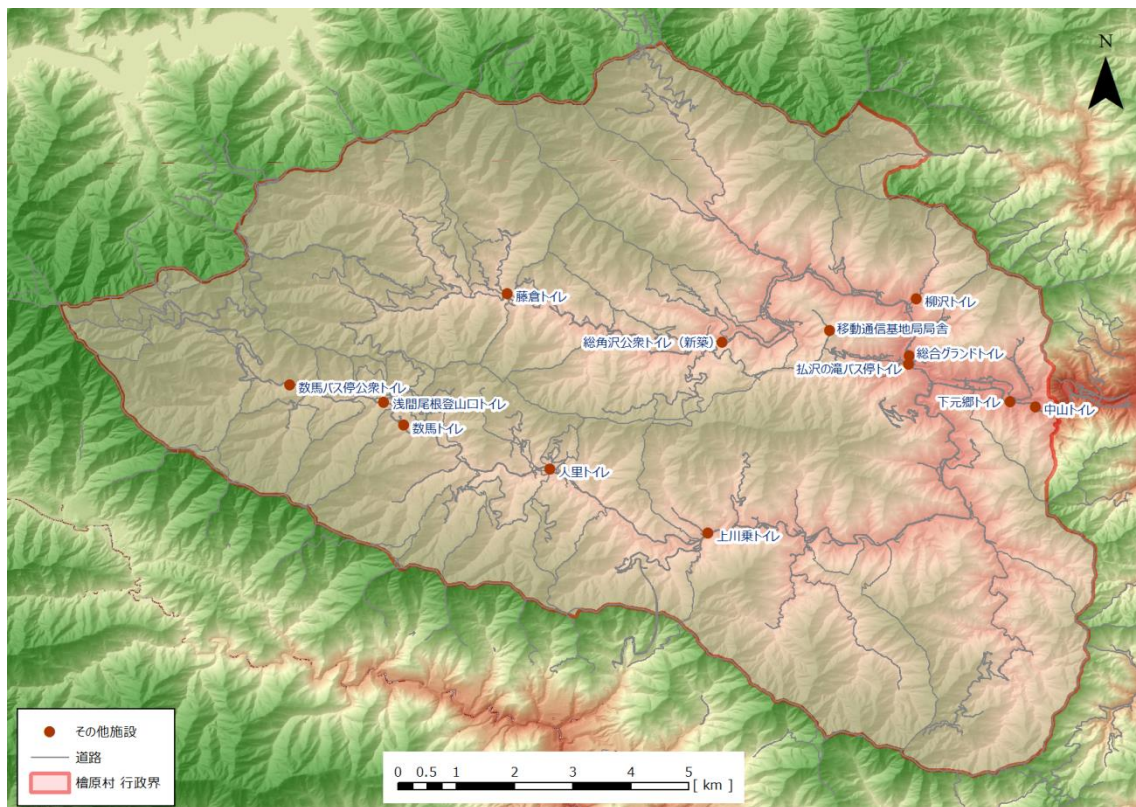 N
藤倉トイレ
柳沢トイレ
移動通信基地局局舎
総角沢公衆トイレ（新築）
総合グランドトイレ
払沢の滝バス停トイレ
数馬バス停公衆トイレ
浅間尾根登山口トイレ
下元郷トイレ
中山トイレ
数馬トイレ
人里トイレ
上川乗トイレ
その他施設
道路
檜原村 行政界
0 0.5 1 2 3 4 5
[ km ]